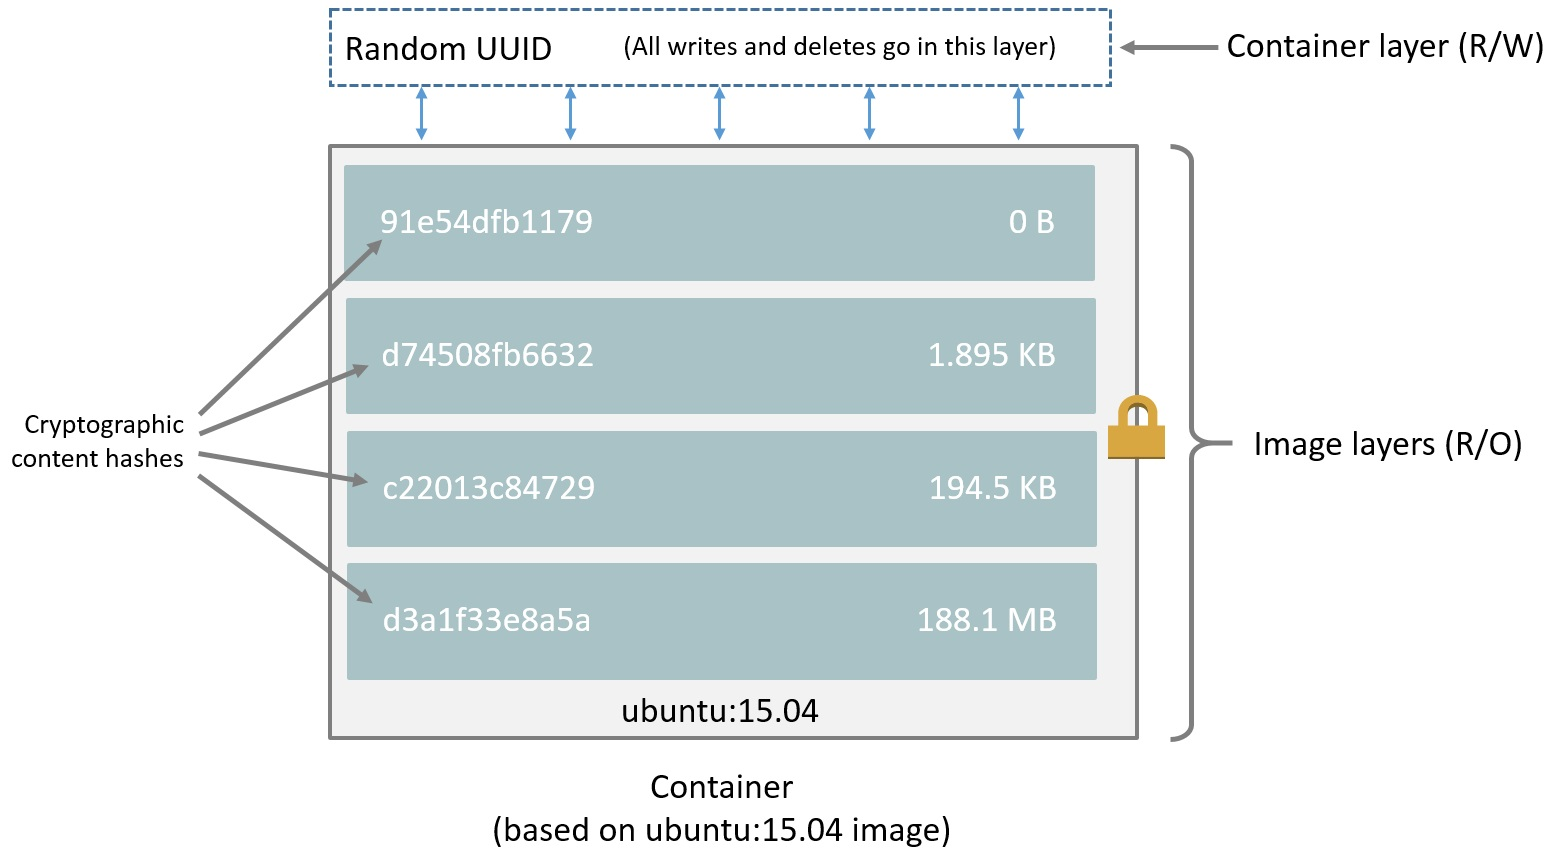 Random UUID (All writes and deletes go in this layer)
Container layer (R/W)
91e54dfb1179 0 B
d74508fb6632 1.895 KB
Cryptographic
content hashes
c22013c84729 194.5 KB
Image layers (R/O)
d3a1f33e8a5a 188.1 MB
ubuntu:15.04
Container
(based on ubuntu:15.04 image)